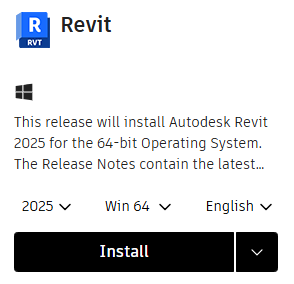 R
RVT
Revit
This release will install Autodesk Revit
2025 for the 64-bit Operating System.
The Release Notes contain the latest...
2025 Win 64 English
Install